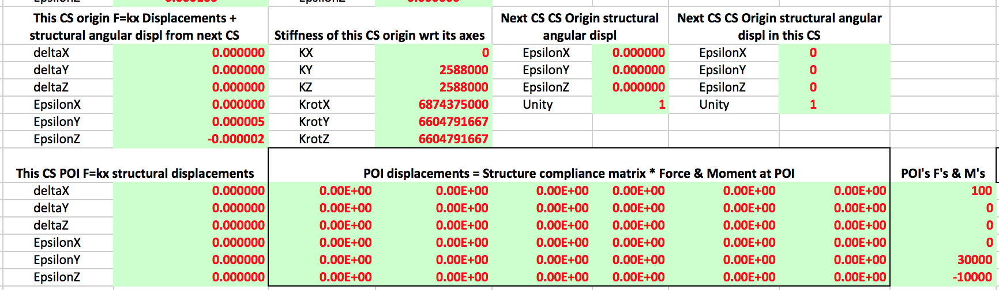 This CS origin F=kx Displacements + structural angular displ from next CS
Stiffness of this CS origin wrt its axes
Next CS CS Origin structural angular displ
Next CS CS Origin structural angular displ in this CS
deltaX 0.000000 KX 0 EpsilonX 0.000000 EpsilonX 0
deltaY 0.000000 KY 2588000 EpsilonY 0.000000 EpsilonY 0
deltaZ 0.000000 KZ 2588000 EpsilonZ 0.000000 EpsilonZ 0
EpsilonX 0.000000 KrotX 6874375000 Unity 1 Unity 1
EpsilonY 0.000005 KrotY 6604791667
EpsilonZ -0.000002 KrotZ 6604791667
This CS POI F=kx structural displacements POI displacements = Structure compliance matrix * Force & Moment at POI POI's F's & M's
deltaX 0.000000 0.00E+00 0.00E+00 0.00E+00 0.00E+00 0.00E+00 0.00E+00 100
deltaY 0.000000 0.00E+00 0.00E+00 0.00E+00 0.00E+00 0.00E+00 0.00E+00 0
deltaZ 0.000000 0.00E+00 0.00E+00 0.00E+00 0.00E+00 0.00E+00 0.00E+00 0
EpsilonX 0.000000 0.00E+00 0.00E+00 0.00E+00 0.00E+00 0.00E+00 0.00E+00 0
EpsilonY 0.000000 0.00E+00 0.00E+00 0.00E+00 0.00E+00 0.00E+00 0.00E+00 30000
EpsilonZ 0.000000 0.00E+00 0.00E+00 0.00E+00 0.00E+00 0.00E+00 0.00E+00 -10000